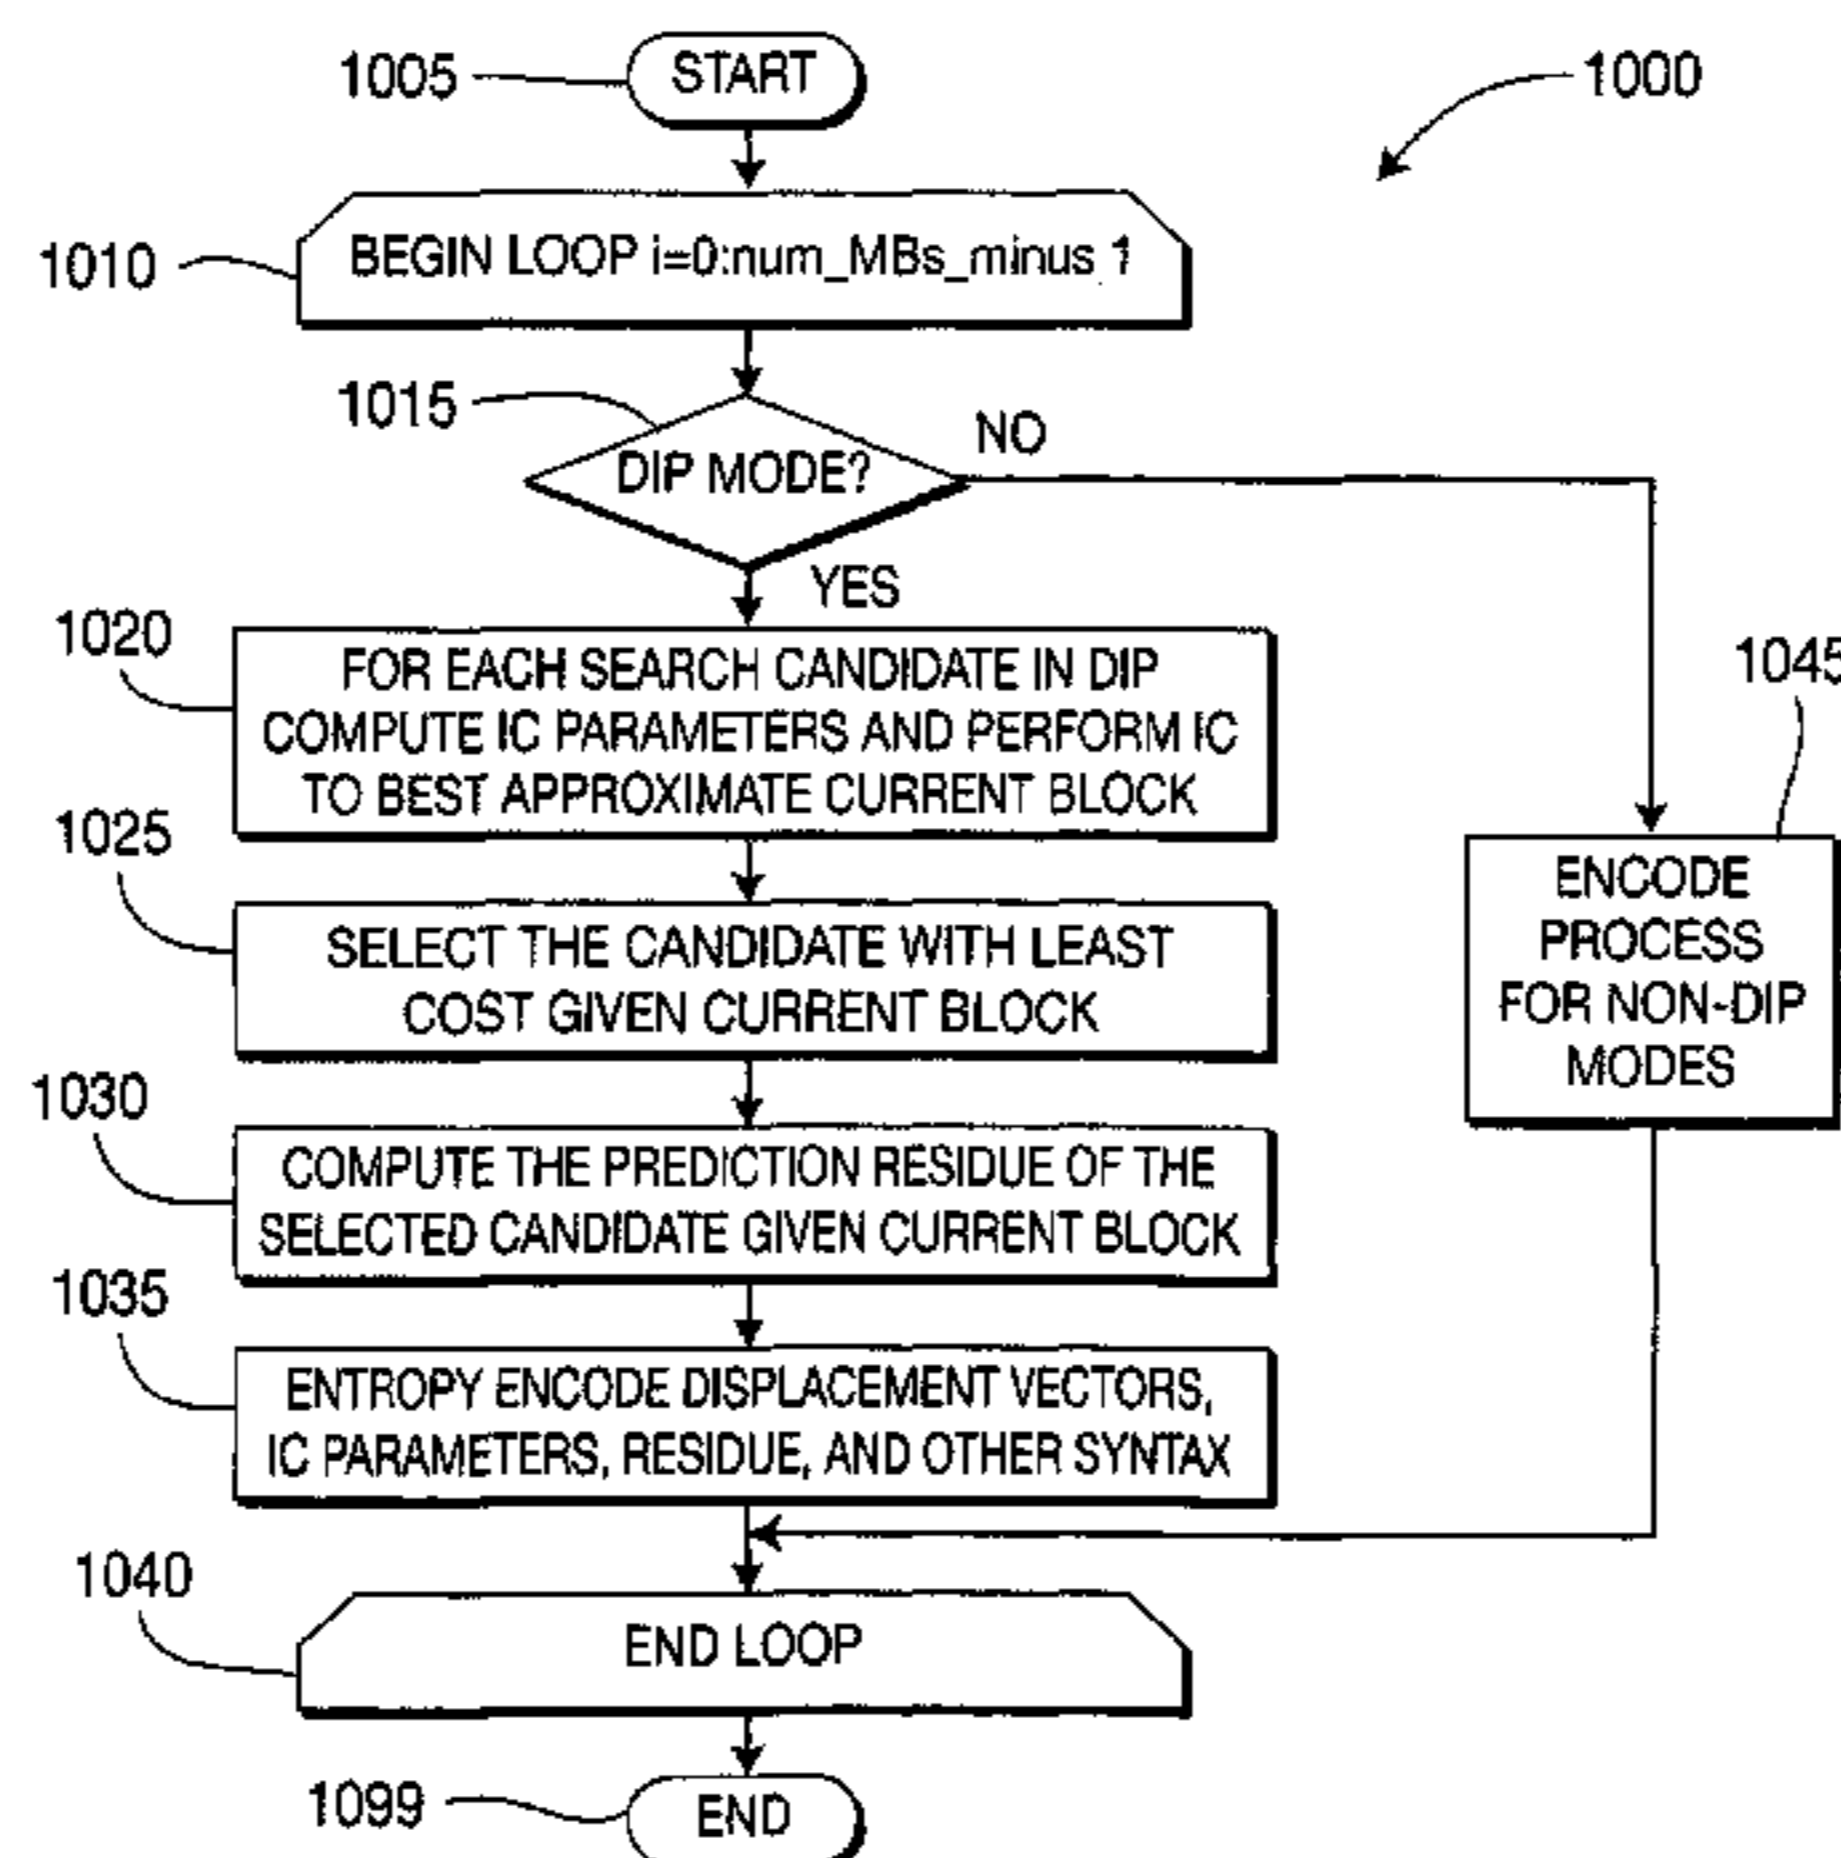 1005
START
1000
1010
BEGIN LOOP i=0:num_MBs_minus 1
1015
DIP MODE?
NO
YES
1020
FOR EACH SEARCH CANDIDATE IN DIP
COMPUTE IC PARAMETERS AND PERFORM IC
TO BEST APPROXIMATE CURRENT BLOCK
1045
ENCODE
PROCESS
FOR NON-DIP
MODES
1025
SELECT THE CANDIDATE WITH LEAST
COST GIVEN CURRENT BLOCK
1030
COMPUTE THE PREDICTION RESIDUE OF THE
SELECTED CANDIDATE GIVEN CURRENT BLOCK
1035
ENTROPY ENCODE DISPLACEMENT VECTORS,
IC PARAMETERS, RESIDUE, AND OTHER SYNTAX
1040
END LOOP
1099
END